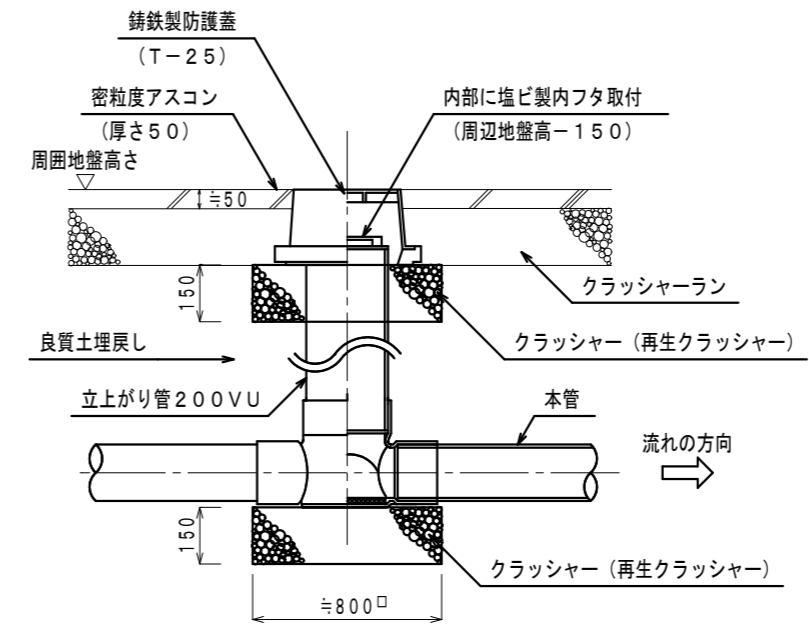 鋳鉄製防護蓋
（T－25）
密粒度アスコン
（厚さ50）
内部に塩ビ製内フタ取付
（周辺地盤高－150）
周囲地盤高さ
≒50
クラッシャーラン
150
良質土埋戻し
クラッシャー（再生クラッシャー）
立上がり管200VU
本管
流れの方向
150
クラッシャー（再生クラッシャー）
≒800□